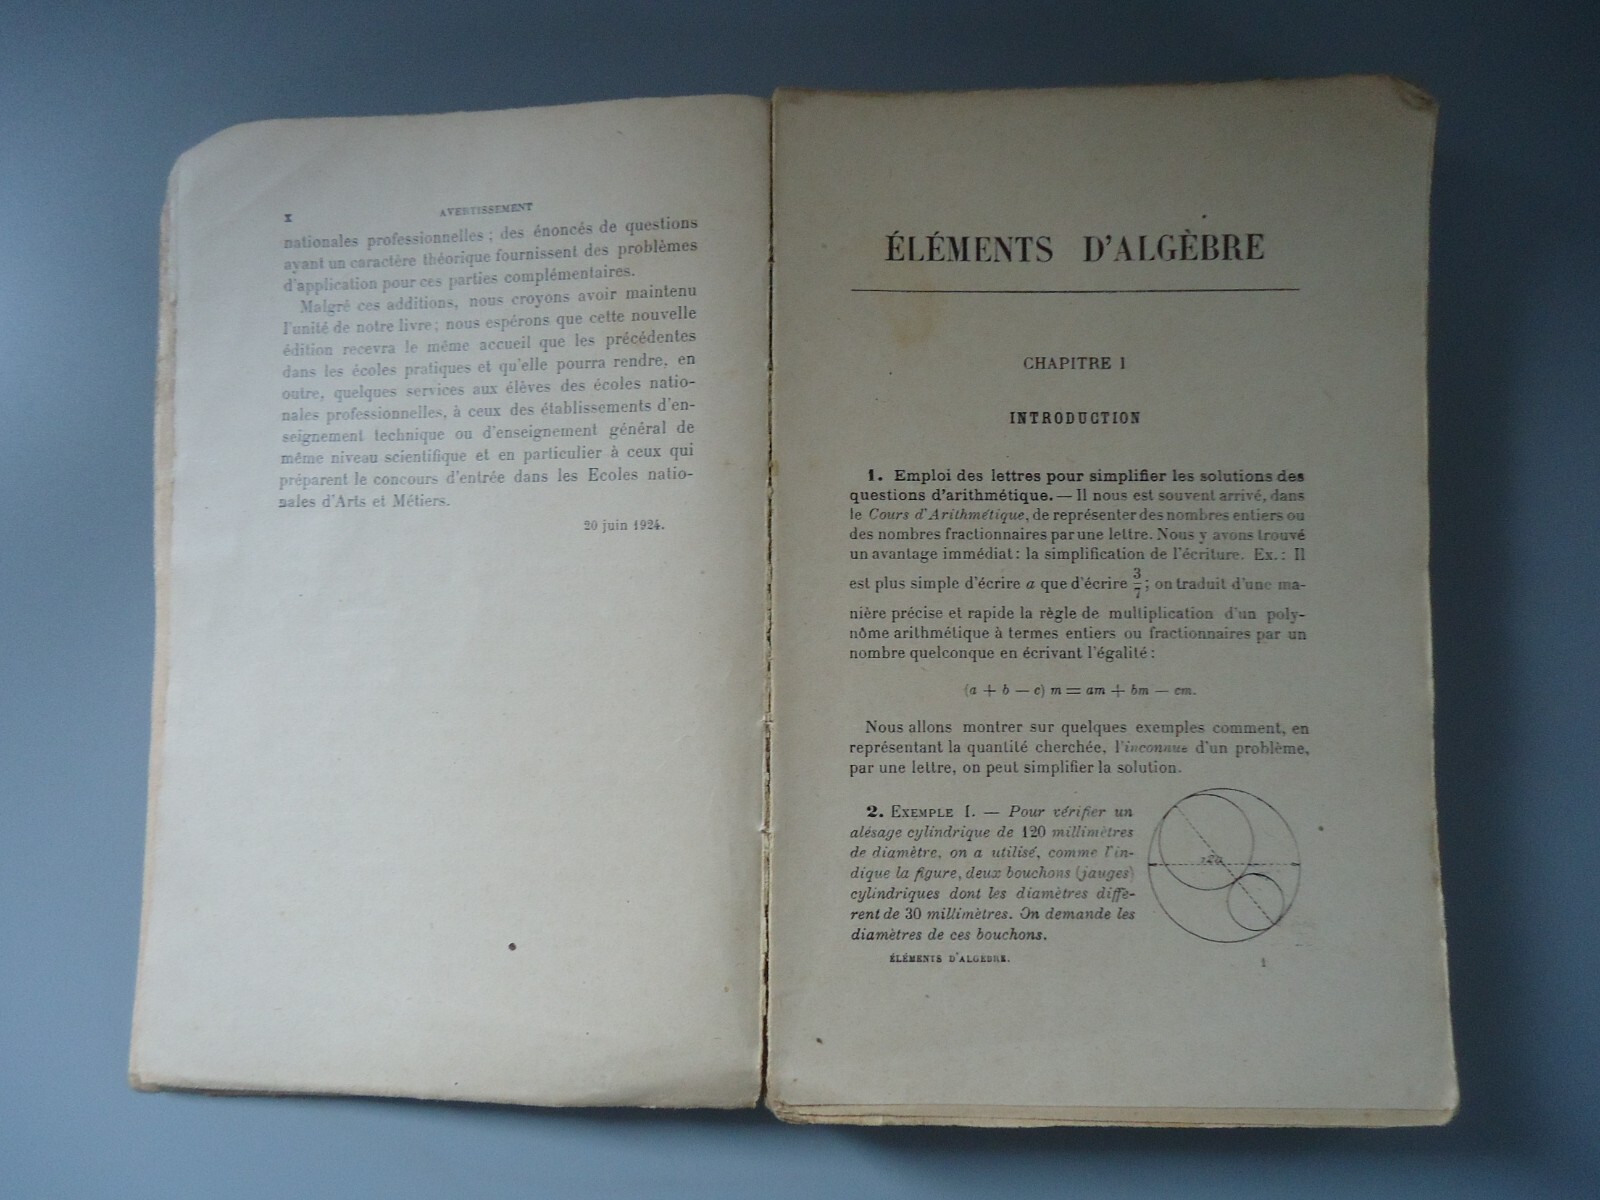 X
AVERTISSEMENT
nationales professionnelles ; des énoncés de questions
ayant un caractère théorique fournissent des problèmes
d'application pour ces parties complémentaires.
Malgré ces additions, nous croyons avoir maintenu
l'unité de notre livre ; nous espérons que cette nouvelle
édition recevra le même accueil que les précédentes
dans les écoles pratiques et qu'elle pourra rendre, en
outre, quelques services aux élèves des écoles natio-
nales professionnelles, à ceux des établissements d'en-
seignement technique ou d'enseignement général de
même niveau scientifique et en particulier à ceux qui
préparent le concours d'entrée dans les Ecoles natio-
nales d'Arts et Métiers.
20 juin 1924.
ÉLÉMENTS D'ALGÈBRE
CHAPITRE I
INTRODUCTION
1. Emploi des lettres pour simplifier les solutions des
questions d'arithmétique. — Il nous est souvent arrivé, dans
le Cours d'Arithmétique, de représenter des nombres entiers ou
des nombres fractionnaires par une lettre. Nous y avons trouvé
un avantage immédiat : la simplification de l'écriture. Ex. : Il
est plus simple d'écrire a que d'écrire 3/7 ; on traduit d'une ma-
nière précise et rapide la règle de multiplication d'un poly-
nôme arithmétique à termes entiers ou fractionnaires par un
nombre quelconque en écrivant l'égalité :
(a + b — c) m = am + bm — cm.
Nous allons montrer sur quelques exemples comment, en
représentant la quantité cherchée, l'inconnue d'un problème,
par une lettre, on peut simplifier la solution.
2. EXEMPLE I. — Pour vérifier un
alésage cylindrique de 120 millimètres
de diamètre, on a utilisé, comme l'in-
dique la figure, deux bouchons (jauges)
cylindriques dont les diamètres diffè-
rent de 30 millimètres. On demande les
diamètres de ces bouchons.
120
ÉLÉMENTS D'ALGÈBRE.
1